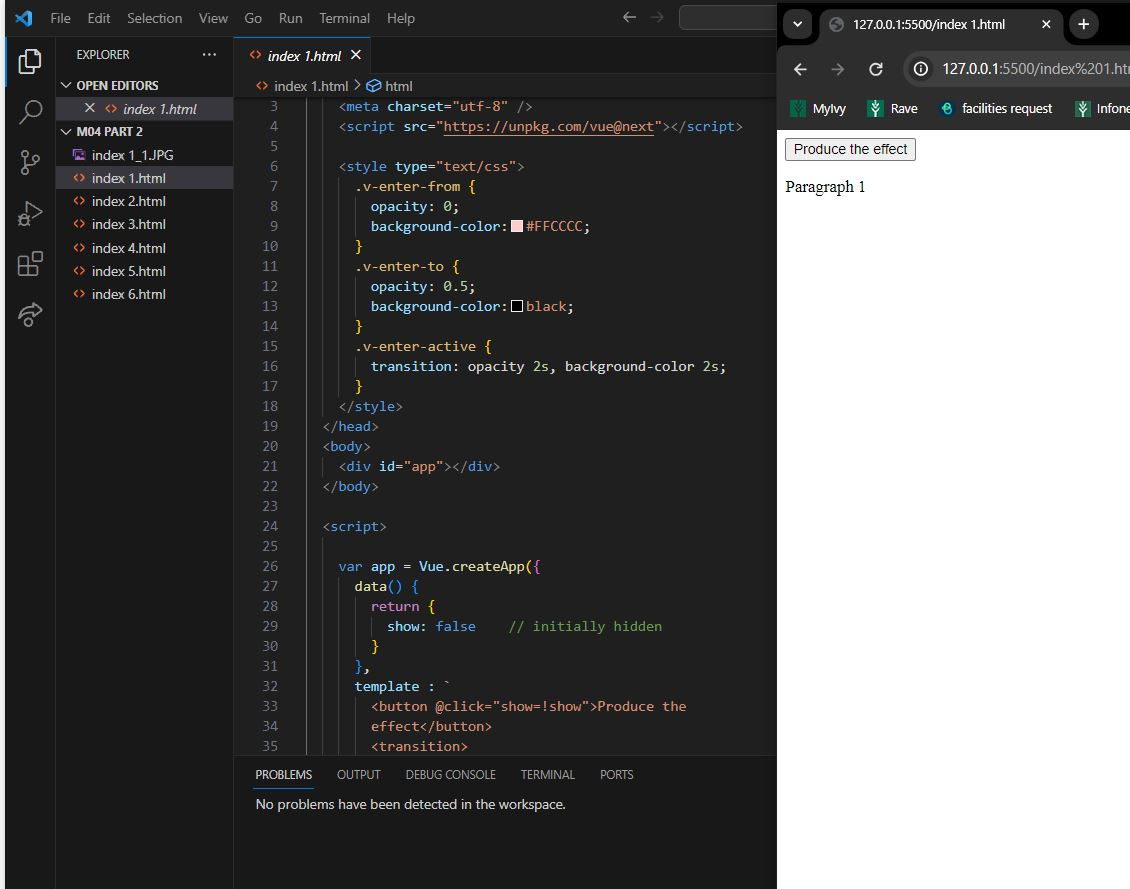 File Edit Selection View Go Run Terminal Help
EXPLORER
OPEN EDITORS
index 1.html
M04 PART 2
index 1_1.JPG
index 1.html
index 2.html
index 3.html
index 4.html
index 5.html
index 6.html
index 1.html
index 1.html > html
3 <meta charset="utf-8" />
4 <script src="https://unpkg.com/vue@next"></script>
5
6 <style type="text/css">
7 .v-enter-from {
8 opacity: 0;
9 background-color: #FFCCCC;
10 }
11 .v-enter-to {
12 opacity: 0.5;
13 background-color: black;
14 }
15 .v-enter-active {
16 transition: opacity 2s, background-color 2s;
17 }
18 </style>
19 </head>
20 <body>
21 <div id="app"></div>
22 </body>
23
24 <script>
25
26 var app = Vue.createApp({
27 data() {
28 return {
29 show: false // initially hidden
30 }
31 },
32 template : `
33 <button @click="show=!show">Produce the
34 effect</button>
35 <transition>
PROBLEMS OUTPUT DEBUG CONSOLE TERMINAL PORTS
No problems have been detected in the workspace.
127.0.0.1:5500/index 1.html
127.0.0.1:5500/index%201.htm
MyIvy Rave facilities request Infone
Produce the effect
Paragraph 1